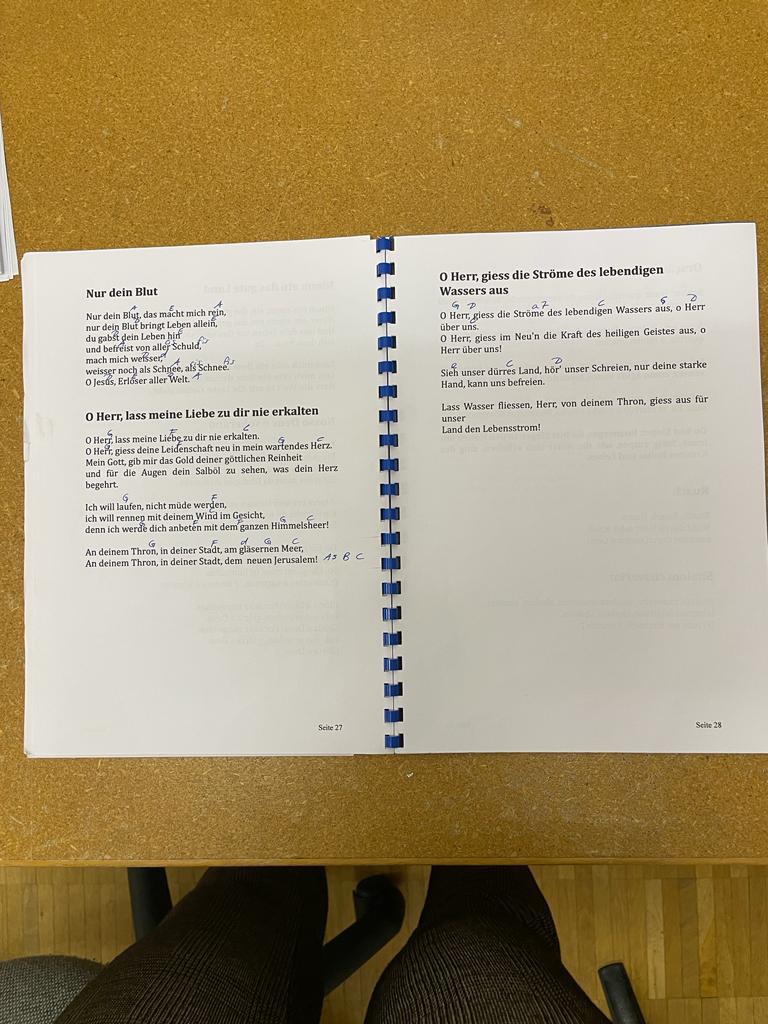 Nur dein Blut
A E A
Nur dein Blut, das macht mich rein,
nur dein Blut bringt Leben allein,
du gabst dein Leben hin
und befreist von aller Schuld,
mach mich weisser,
weisser noch als Schnee, als Schnee.
O Jesus, Erlöser aller Welt. A
O Herr, lass meine Liebe zu dir nie erkalten
G F C
O Herr, lass meine Liebe zu dir nie erkalten.
G C
O Herr, giess deine Leidenschaft neu in mein wartendes Herz.
Mein Gott, gib mir das Gold deiner göttlichen Reinheit
und für die Augen dein Salböl zu sehen, was dein Herz
begehrt.
G F
Ich will laufen, nicht müde werden,
ich will rennen mit deinem Wind im Gesicht,
F G C
denn ich werde dich anbeten mit dem ganzen Himmelsheer!
G F d G C
An deinem Thron, in deiner Stadt, am gläsernen Meer,
An deinem Thron, in deiner Stadt, dem neuen Jerusalem! As B C
Seite 27
O Herr, giess die Ströme des lebendigen
Wassers aus
G D a7 C G D
O Herr, giess die Ströme des lebendigen Wassers aus, o Herr
über uns.
O Herr, giess im Neu'n die Kraft des heiligen Geistes aus, o
Herr über uns!
e C D
Sieh unser dürres Land, hör' unser Schreien, nur deine starke
Hand, kann uns befreien.
Lass Wasser fliessen, Herr, von deinem Thron, giess aus für
unser
Land den Lebensstrom!
Seite 28